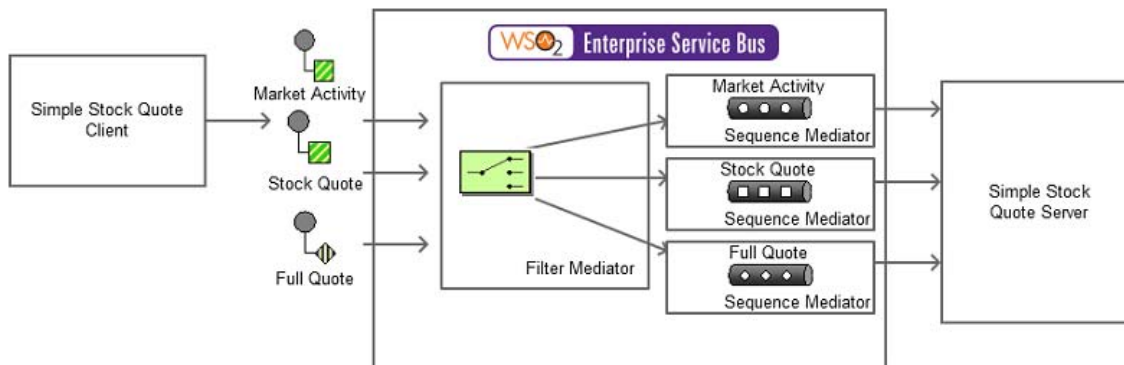 WSO2 Enterprise Service Bus
Simple Stock Quote
Client
Market Activity
Stock Quote
Full Quote
Filter Mediator
Market Activity
Sequence Mediator
Stock Quote
Sequence Mediator
Full Quote
Sequence Mediator
Simple Stock
Quote Server